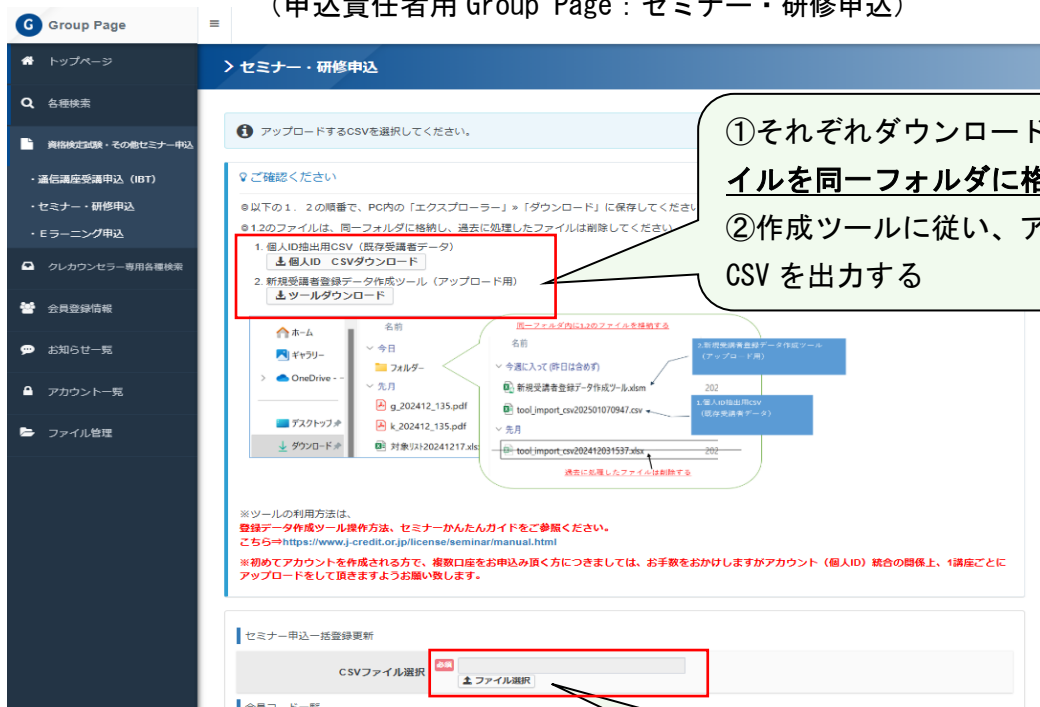 （申込責任者用 Group Page：セミナー・研修申込）
G Group Page
トップページ
各種検索
資格検定試験・その他セミナー申込
・通信講座受講申込（IBT）
・セミナー・研修申込
・Eラーニング申込
クレカウンセラー専用各種検索
会員登録情報
お知らせ一覧
アカウント一覧
ファイル管理
セミナー・研修申込
アップロードするCSVを選択してください。
ご確認ください
◎以下の1．2の順番で、PC内の「エクスプローラー」»「ダウンロード」に保存してくださ
◎1.2のファイルは、同一フォルダに格納し、過去に処理したファイルは削除してください
1. 個人ID抽出用CSV（既存受講者データ）
個人ID CSVダウンロード
2. 新規受講者登録データ作成ツール（アップロード用）
ツールダウンロード
①それぞれダウンロード
イルを同一フォルダに格
②作成ツールに従い、ア
CSV を出力する
ホーム
ギャラリー
OneDrive - -
デスクトップ
ダウンロード
名前
今日
フォルダー
先月
g_202412_135.pdf
k_202412_135.pdf
対象リスト20241217.xls
同一フォルダ内に1.2のファイルを格納する
名前
今週に入って (昨日は含めず)
新規受講者登録データ作成ツール.xlsm
202
tool_import_csv202501070947.csv
先月
tool_import_csv202412031537.xlsx
202
過去に処理したファイルは削除する
2.新規受講者登録データ作成ツール
（アップロード用）
1.個人ID抽出用CSV
（既存受講者データ）
※ツールの利用方法は、
登録データ作成ツール操作方法、セミナーかんたんガイドをご参照ください。
こちら⇒https://www.j-credit.or.jp/license/seminar/manual.html
※初めてアカウントを作成される方で、複数口座をお申込み頂く方につきましては、お手数をおかけしますがアカウント（個人ID）統合の関係上、1講座ごとに
アップロードをして頂きますようお願い致します。
セミナー申込一括登録更新
CSVファイル選択
必須
ファイル選択
会員コード一覧